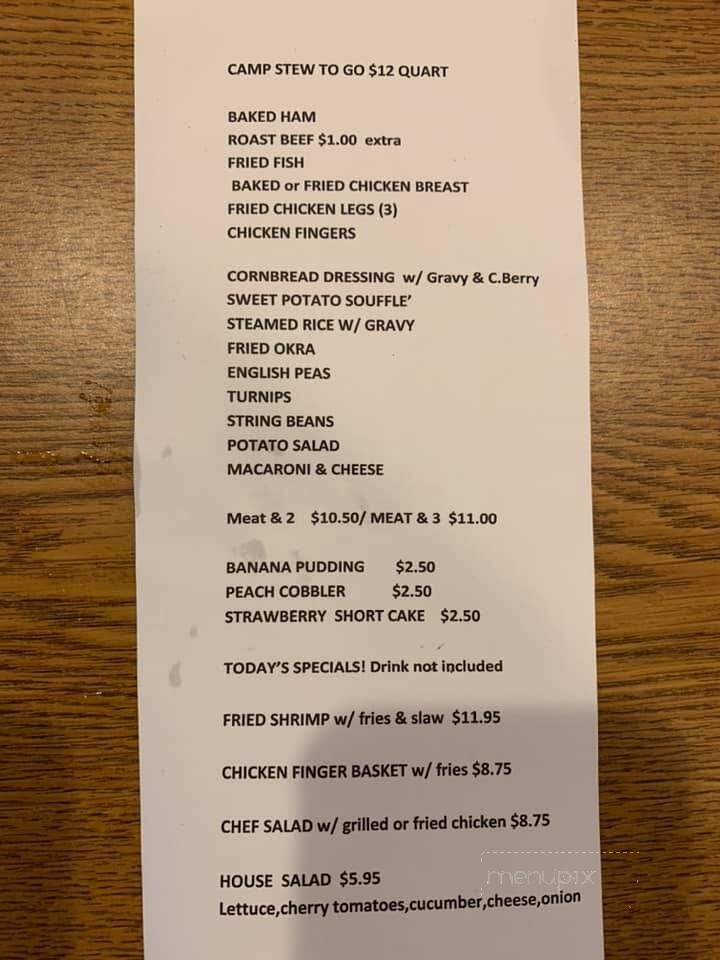 CAMP STEW TO GO $12 QUART
BAKED HAM
ROAST BEEF $1.00 extra
FRIED FISH
BAKED or FRIED CHICKEN BREAST
FRIED CHICKEN LEGS (3)
CHICKEN FINGERS
CORNBREAD DRESSING w/ Gravy & C.Berry
SWEET POTATO SOUFFLE'
STEAMED RICE W/ GRAVY
FRIED OKRA
ENGLISH PEAS
TURNIPS
STRING BEANS
POTATO SALAD
MACARONI & CHEESE
Meat & 2 $10.50/ MEAT & 3 $11.00
BANANA PUDDING $2.50
PEACH COBBLER $2.50
STRAWBERRY SHORT CAKE $2.50
TODAY'S SPECIALS! Drink not included
FRIED SHRIMP w/ fries & slaw $11.95
CHICKEN FINGER BASKET w/ fries $8.75
CHEF SALAD w/ grilled or fried chicken $8.75
HOUSE SALAD $5.95
Lettuce,cherry tomatoes,cucumber,cheese,onion
menupix